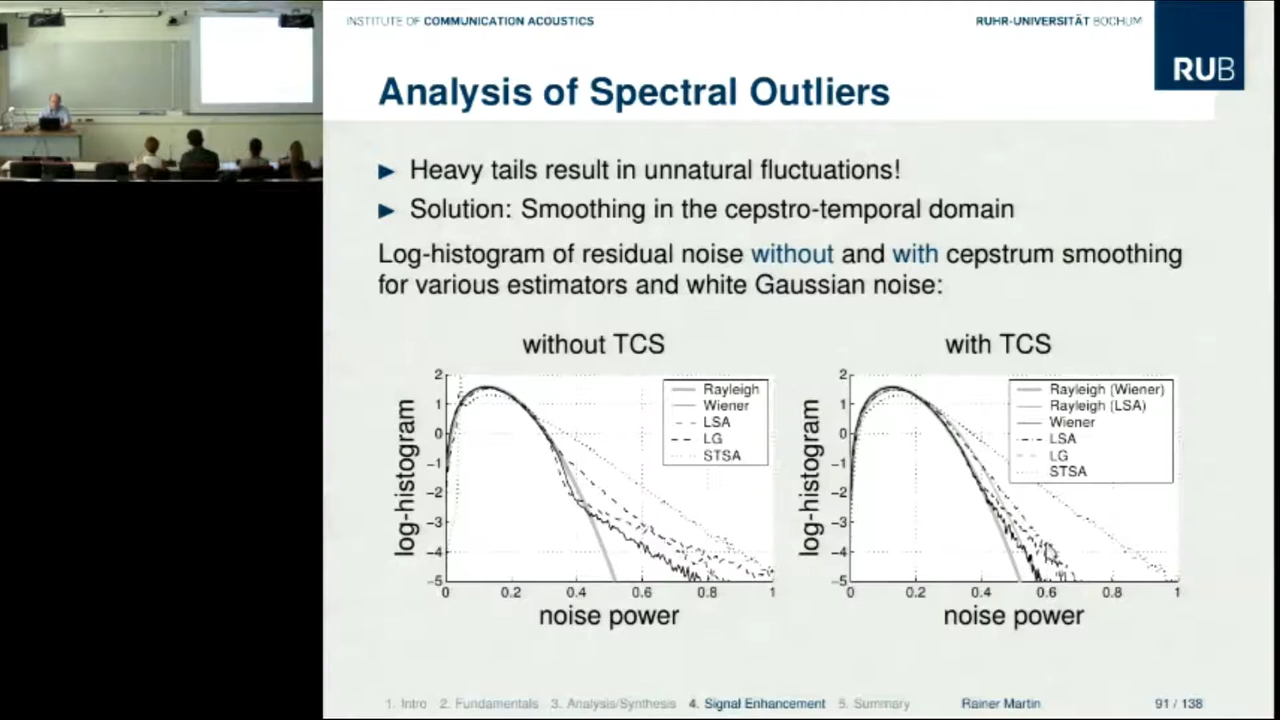 INSTITUTE OF COMMUNICATION ACOUSTICS
RUHR-UNIVERSITÄT BOCHUM
RUB
Analysis of Spectral Outliers
Heavy tails result in unnatural fluctuations!
Solution: Smoothing in the cepstro-temporal domain
Log-histogram of residual noise without and with cepstrum smoothing
for various estimators and white Gaussian noise:
without TCS
log-histogram
2
1
0
−1
−2
−3
−4
−5
0 0.2 0.4 0.6 0.8 1
noise power
Rayleigh
Wiener
LSA
LG
STSA
with TCS
log-histogram
2
1
0
−1
−2
−3
−4
−5
0 0.2 0.4 0.6 0.8 1
noise power
Rayleigh (Wiener)
Rayleigh (LSA)
Wiener
LSA
LG
STSA
1. Intro 2. Fundamentals 3. Analysis/Synthesis 4. Signal Enhancement 5. Summary Rainer Martin 91 / 138